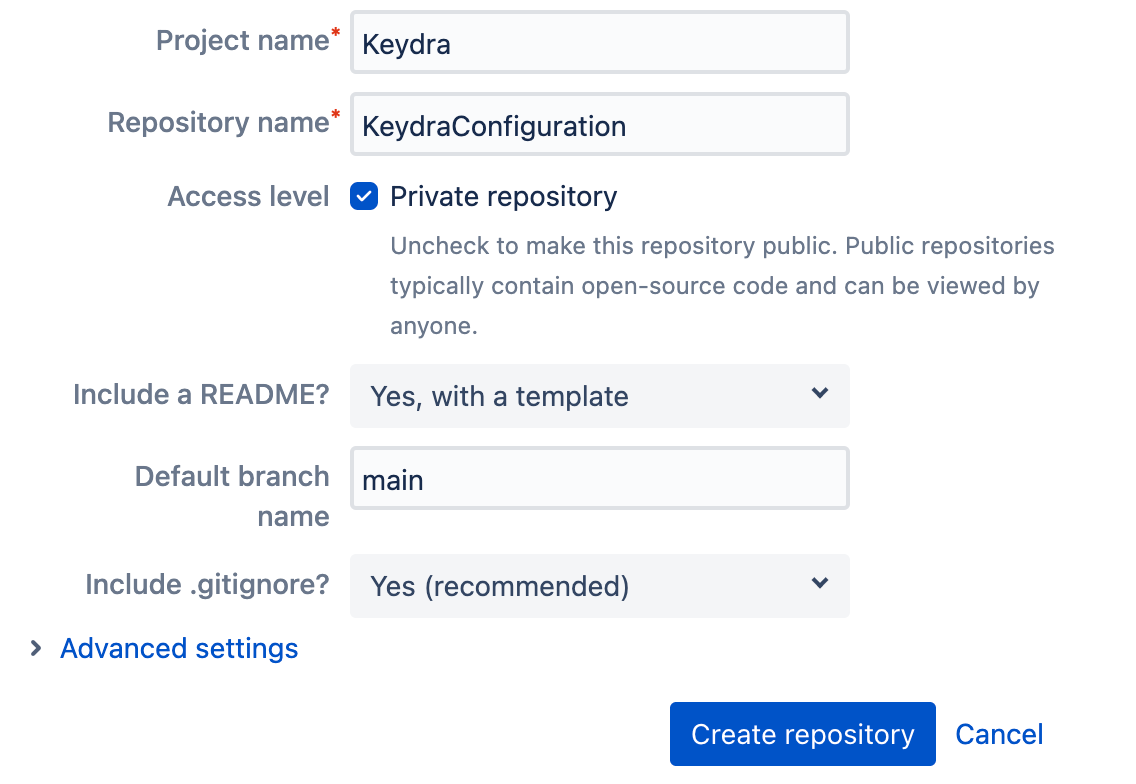 Project name* Keydra
Repository name* KeydraConfiguration
Access level Private repository
Uncheck to make this repository public. Public repositories
typically contain open-source code and can be viewed by
anyone.
Include a README? Yes, with a template
Default branch
name
main
Include .gitignore? Yes (recommended)
Advanced settings
Create repository Cancel